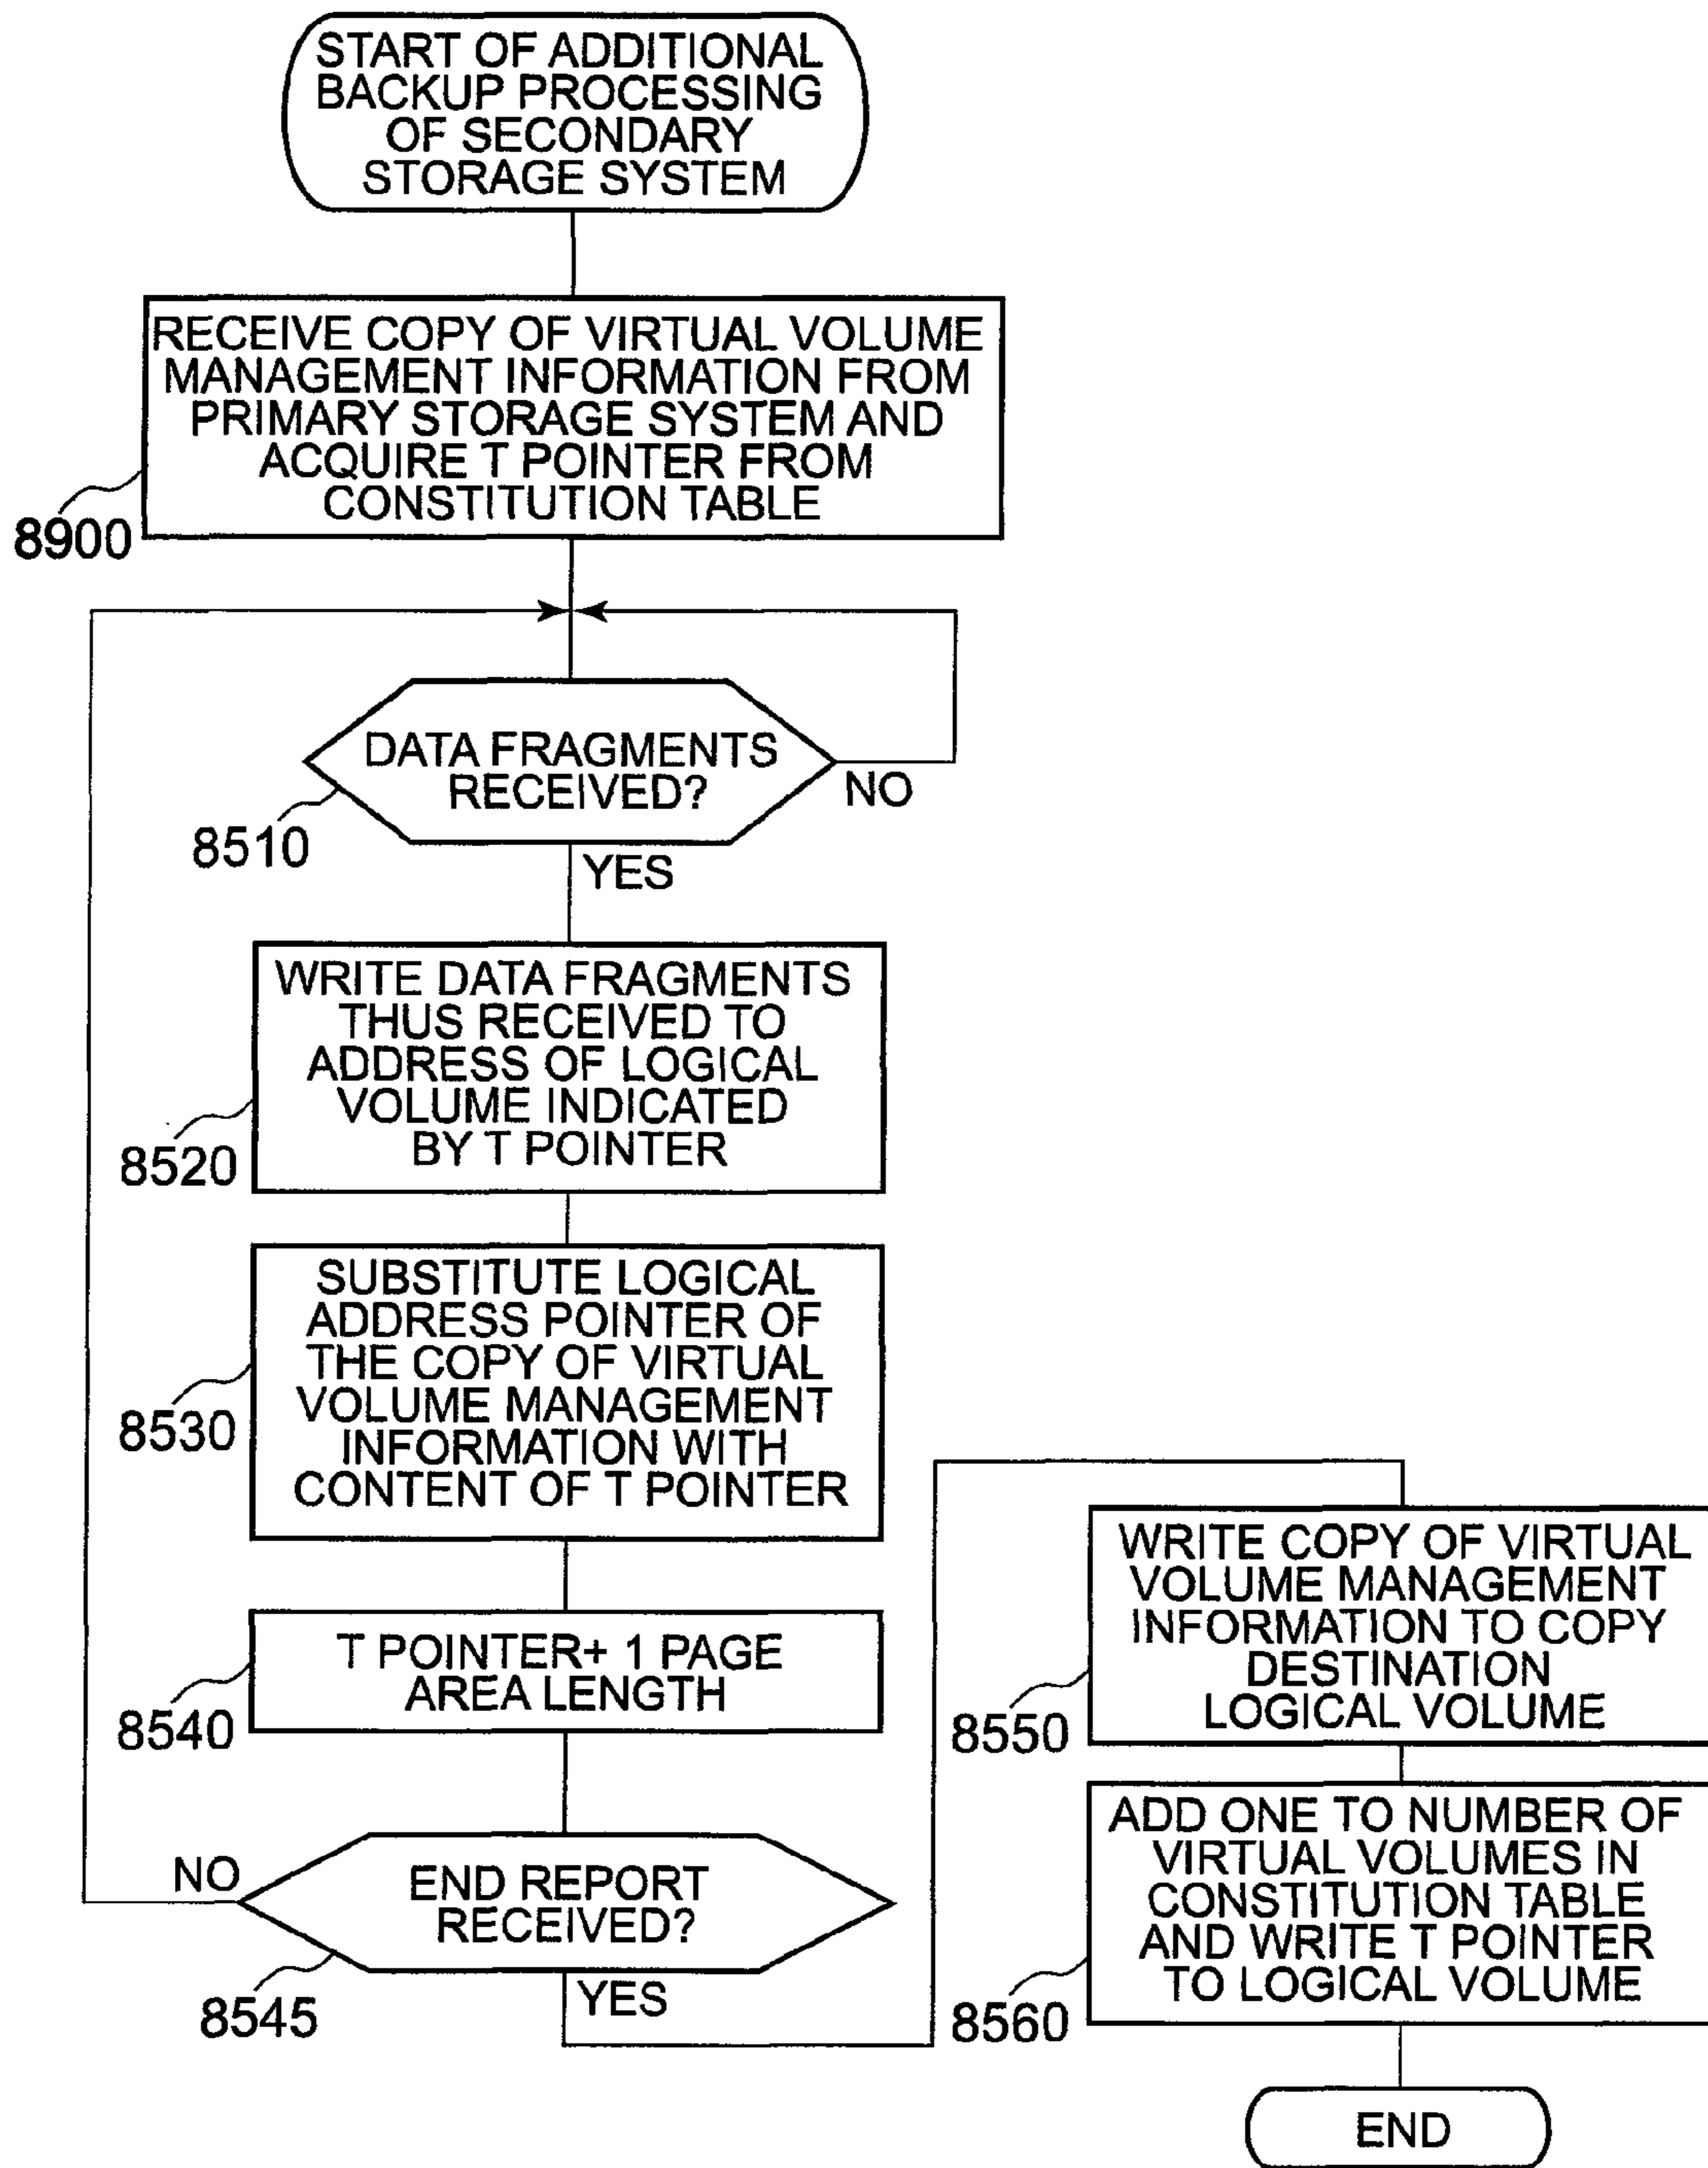 START OF ADDITIONAL
BACKUP PROCESSING
OF SECONDARY
STORAGE SYSTEM
RECEIVE COPY OF VIRTUAL VOLUME
MANAGEMENT INFORMATION FROM
PRIMARY STORAGE SYSTEM AND
ACQUIRE T POINTER FROM
CONSTITUTION TABLE
8900
DATA FRAGMENTS
RECEIVED?
NO
8510
YES
WRITE DATA FRAGMENTS
THUS RECEIVED TO
ADDRESS OF LOGICAL
VOLUME INDICATED
BY T POINTER
8520
SUBSTITUTE LOGICAL
ADDRESS POINTER OF
THE COPY OF VIRTUAL
VOLUME MANAGEMENT
INFORMATION WITH
CONTENT OF T POINTER
8530
T POINTER+ 1 PAGE
AREA LENGTH
8540
NO
END REPORT
RECEIVED?
8545
YES
WRITE COPY OF VIRTUAL
VOLUME MANAGEMENT
INFORMATION TO COPY
DESTINATION
LOGICAL VOLUME
8550
ADD ONE TO NUMBER OF
VIRTUAL VOLUMES IN
CONSTITUTION TABLE
AND WRITE T POINTER
TO LOGICAL VOLUME
8560
END